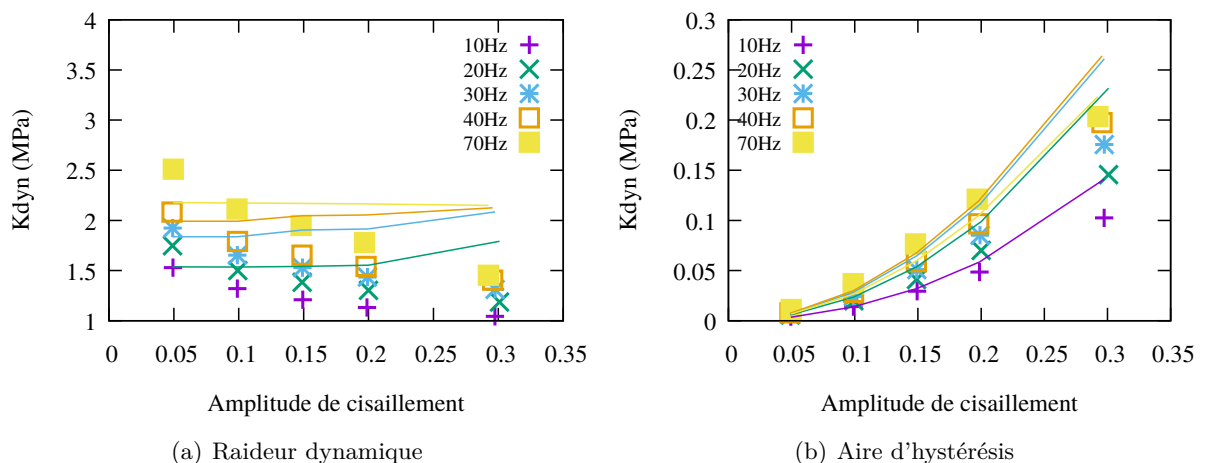 4
3.5
3
2.5
2
1.5
1
0
0.05
0.1
0.15
0.2
0.25
0.3
0.35
Kdyn (MPa)
Amplitude de cisaillement
10Hz
20Hz
30Hz
40Hz
70Hz
(a) Raideur dynamique
0.3
0.25
0.2
0.15
0.1
0.05
0
0
0.05
0.1
0.15
0.2
0.25
0.3
0.35
Kdyn (MPa)
Amplitude de cisaillement
10Hz
20Hz
30Hz
40Hz
70Hz
(b) Aire d'hystérésis